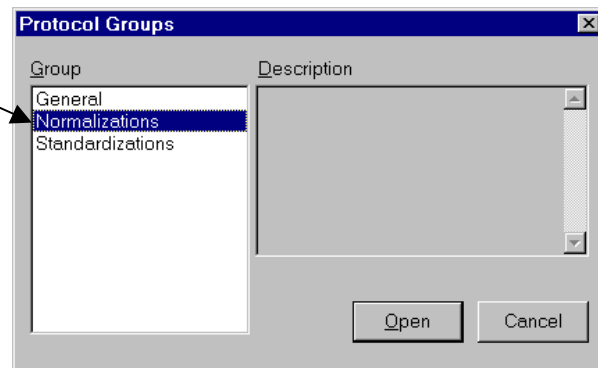 Protocol Groups
Group
Description
General
Normalizations
Standardizations
Open
Cancel